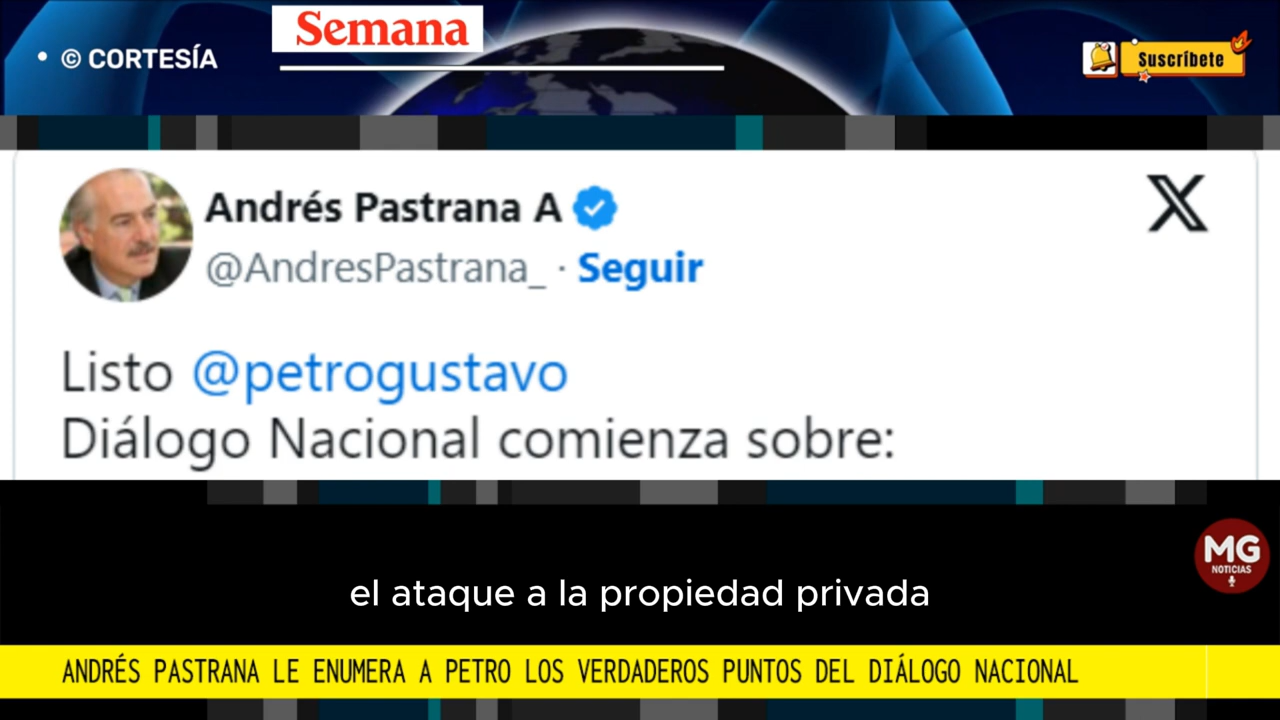 Semana
• © CORTESÍA
Suscríbete
Andrés Pastrana A
@AndresPastrana_ · Seguir
Listo @petrogustavo
Diálogo Nacional comienza sobre:
MG
NOTICIAS
el ataque a la propiedad privada
ANDRÉS PASTRANA LE ENUMERA A PETRO LOS VERDADEROS PUNTOS DEL DIÁLOGO NACIONAL